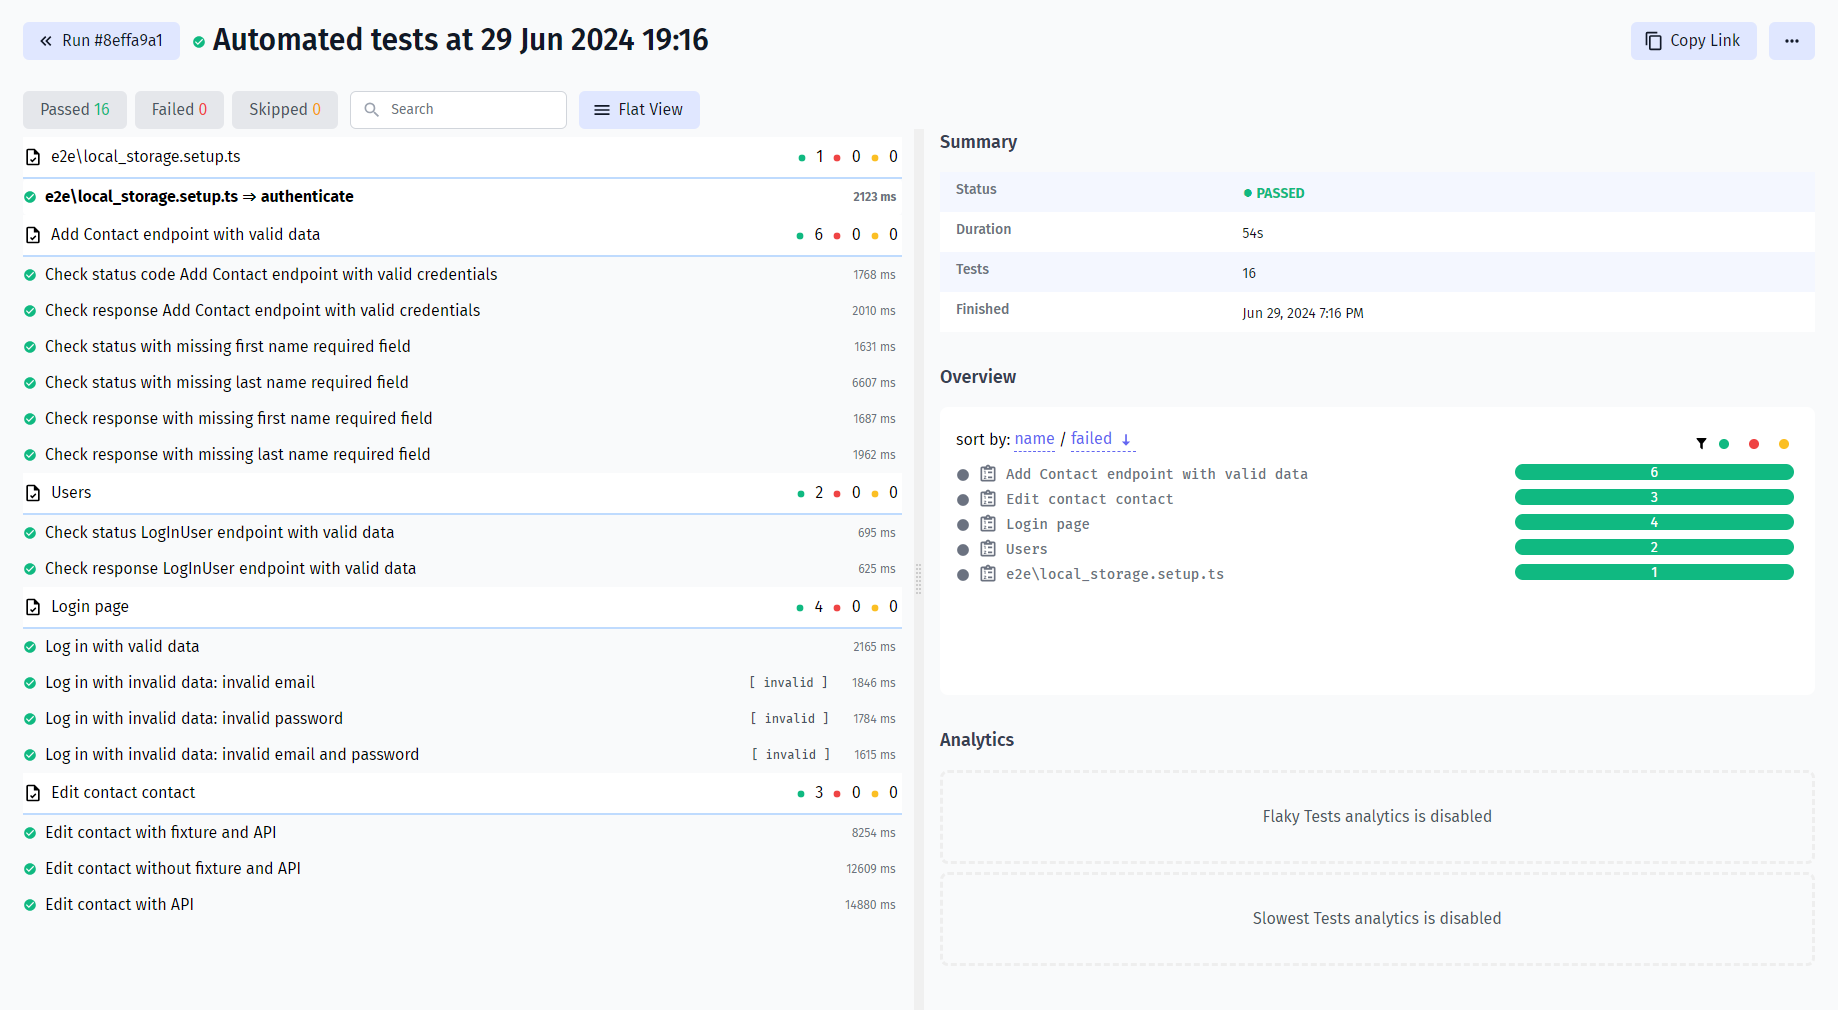 Run #8effa9a1
Automated tests at 29 Jun 2024 19:16
Copy Link
Passed 16
Failed 0
Skipped 0
Search
Flat View
e2e\local_storage.setup.ts 1 0 0
e2e\local_storage.setup.ts ⇒ authenticate 2123 ms
Add Contact endpoint with valid data 6 0 0
Check status code Add Contact endpoint with valid credentials 1768 ms
Check response Add Contact endpoint with valid credentials 2010 ms
Check status with missing first name required field 1631 ms
Check status with missing last name required field 6607 ms
Check response with missing first name required field 1687 ms
Check response with missing last name required field 1962 ms
Users 2 0 0
Check status LogInUser endpoint with valid data 695 ms
Check response LogInUser endpoint with valid data 625 ms
Login page 4 0 0
Log in with valid data 2165 ms
Log in with invalid data: invalid email [ invalid ] 1846 ms
Log in with invalid data: invalid password [ invalid ] 1784 ms
Log in with invalid data: invalid email and password [ invalid ] 1615 ms
Edit contact contact 3 0 0
Edit contact with fixture and API 8254 ms
Edit contact without fixture and API 12609 ms
Edit contact with API 14880 ms
Summary
Status PASSED
Duration 54s
Tests 16
Finished Jun 29, 2024 7:16 PM
Overview
sort by: name / failed ↓
Add Contact endpoint with valid data 6
Edit contact contact 3
Login page 4
Users 2
e2e\local_storage.setup.ts 1
Analytics
Flaky Tests analytics is disabled
Slowest Tests analytics is disabled